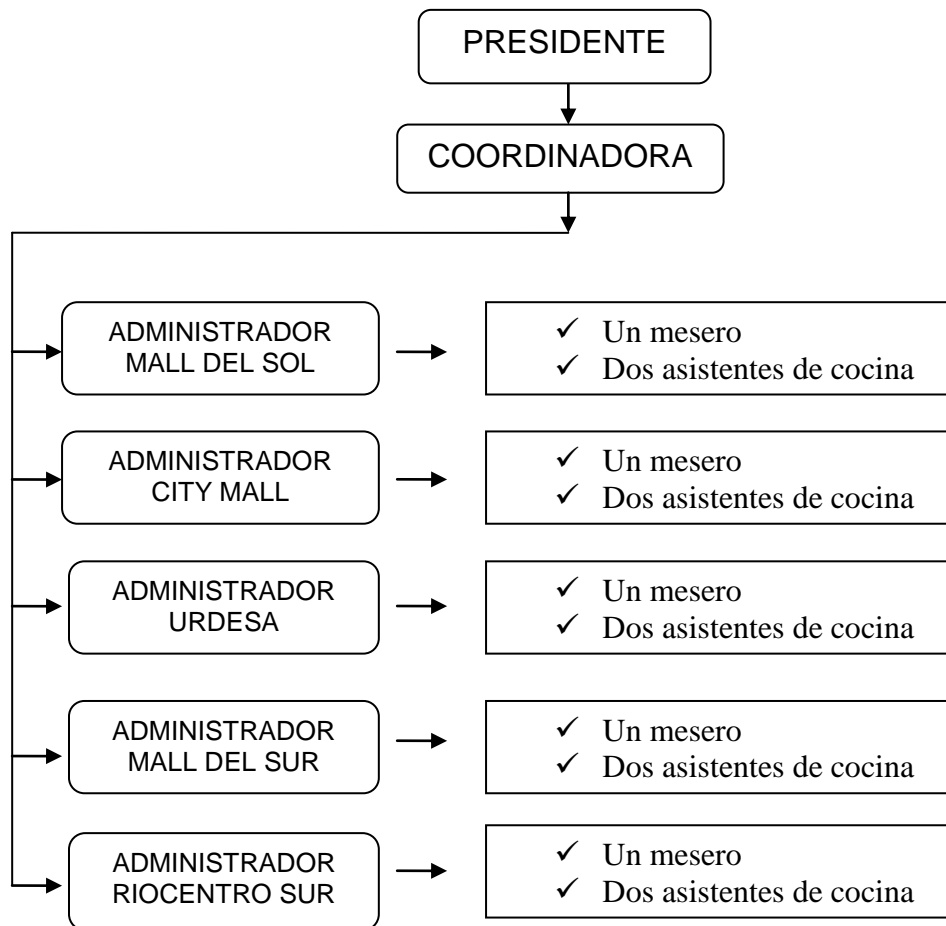 PRESIDENTE
COORDINADORA
ADMINISTRADOR
MALL DEL SOL
✓ Un mesero
✓ Dos asistentes de cocina
ADMINISTRADOR
CITY MALL
✓ Un mesero
✓ Dos asistentes de cocina
ADMINISTRADOR
URDESA
✓ Un mesero
✓ Dos asistentes de cocina
ADMINISTRADOR
MALL DEL SUR
✓ Un mesero
✓ Dos asistentes de cocina
ADMINISTRADOR
RIOCENTRO SUR
✓ Un mesero
✓ Dos asistentes de cocina